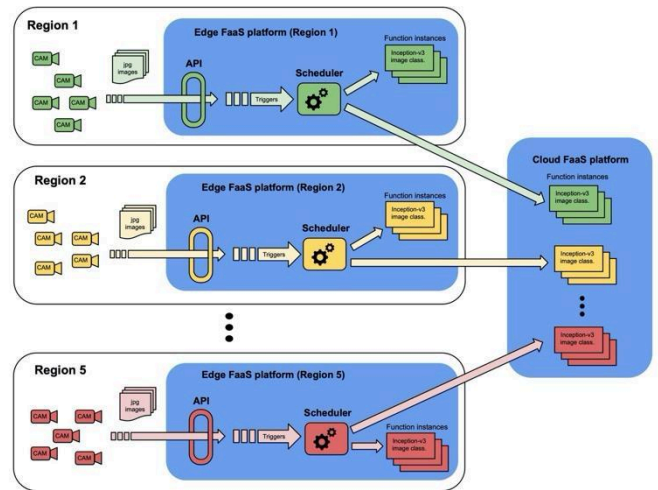 Region 1
CAM
CAM
CAM
CAM
CAM
CAM
jpg
images
Edge FaaS platform (Region 1)
API
Triggers
Scheduler
Function instances
Inception-v3
image class.
Region 2
CAM
CAM
CAM
CAM
CAM
jpg
images
Edge FaaS platform (Region 2)
API
Triggers
Scheduler
Function instances
Inception-v3
image class.
Region 5
CAM
CAM
CAM
CAM
CAM
jpg
images
Edge FaaS platform (Region 5)
API
Triggers
Scheduler
Function instances
Inception-v3
image class.
Cloud FaaS platform
Function instances
Inception-v3
image class.
Inception-v3
image class.
Inception-v3
image class.